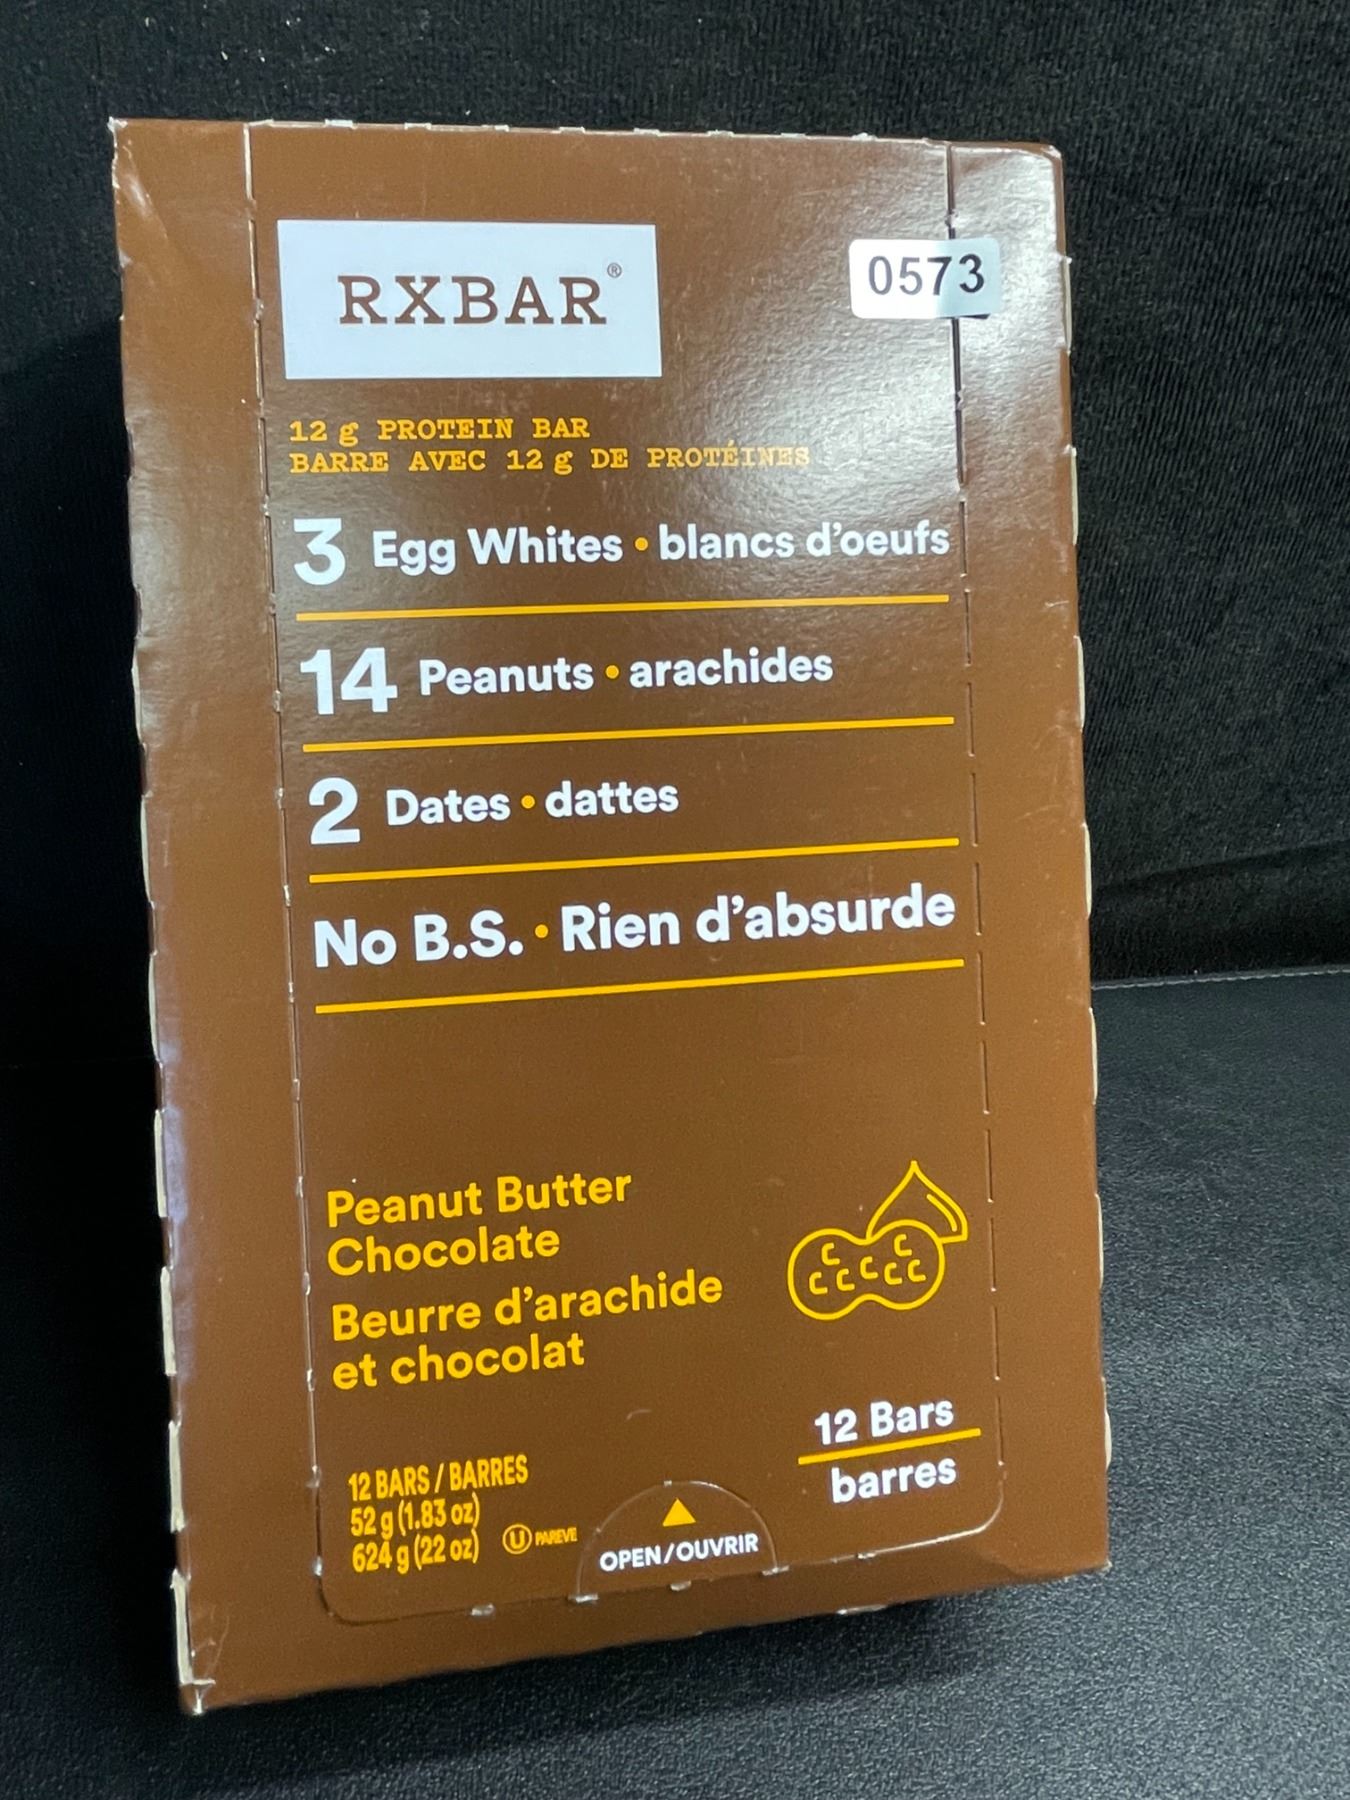 RXBAR®
0573
12 g PROTEIN BAR
BARRE AVEC 12 g DE PROTÉINES
3 Egg Whites • blancs d'oeufs
14 Peanuts • arachides
2 Dates • dattes
No B.S. • Rien d'absurde
Peanut Butter
Chocolate
Beurre d'arachide
et chocolat
C C
C C C C C
12 Bars
barres
12 BARS / BARRES
52 g (1.83 oz)
624 g (22 oz)
U PAREVE
OPEN/OUVRIR